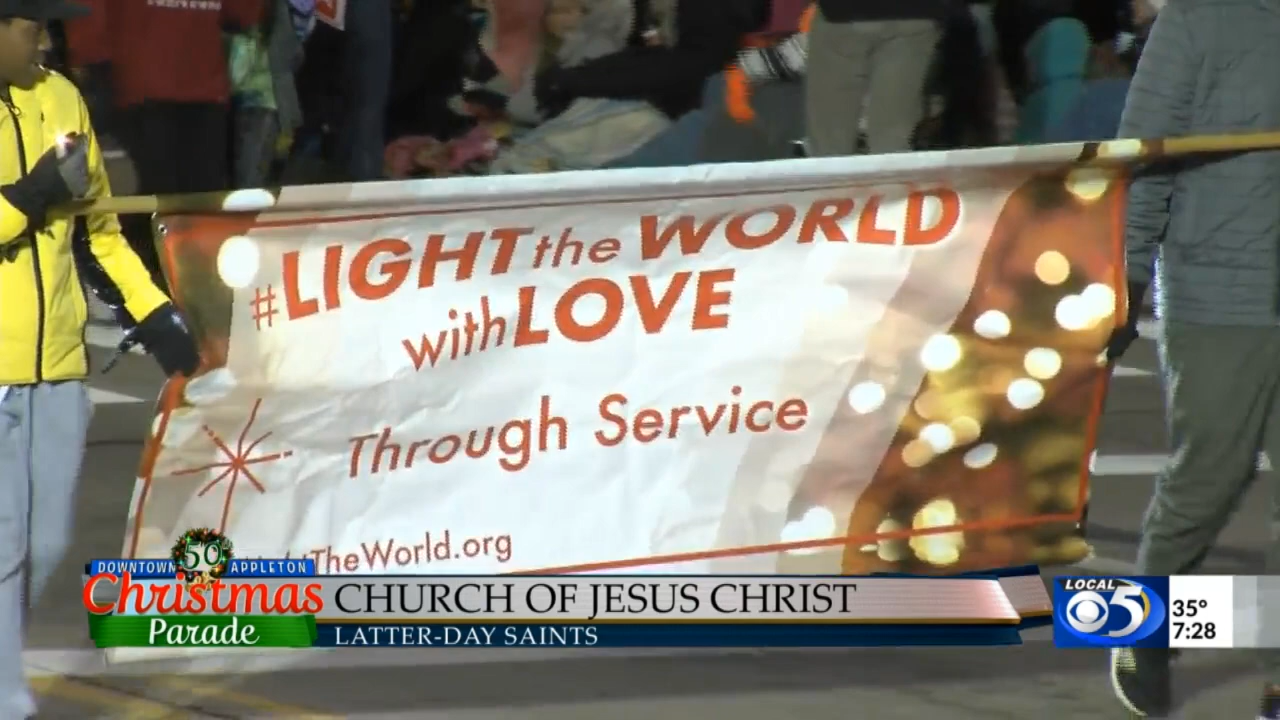 #LIGHT the WORLD
with LOVE
Through Service
TheWorld.org
50
DOWNTOWN APPLETON
Christmas
Parade
CHURCH OF JESUS CHRIST
LATTER-DAY SAINTS
LOCAL
5
35°
7:28